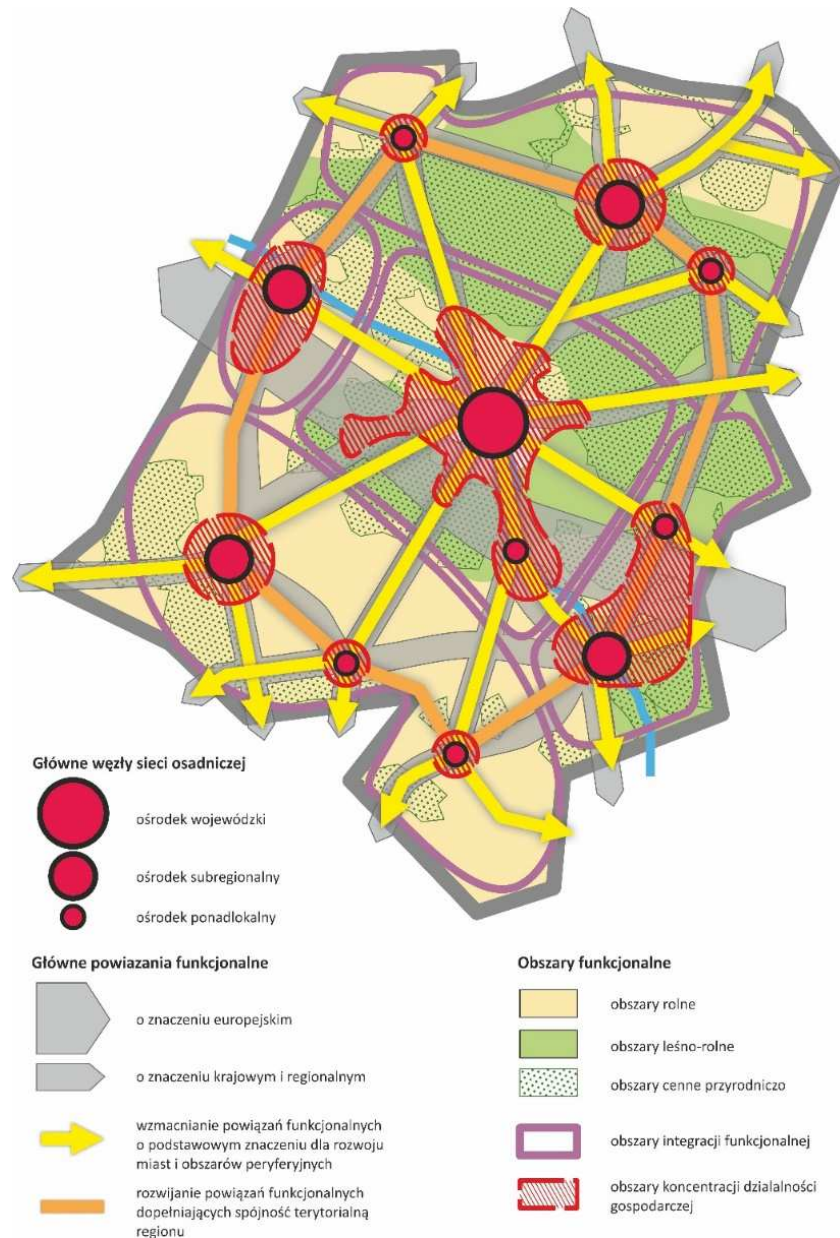 Główne węzły sieci osadniczej
ośrodek wojewódzki
ośrodek subregionalny
ośrodek ponadlokalny
Główne powiazania funkcjonalne
o znaczeniu europejskim
o znaczeniu krajowym i regionalnym
wzmacnianie powiązań funkcjonalnych
o podstawowym znaczeniu dla rozwoju
miast i obszarów peryferyjnych
rozwijanie powiązań funkcjonalnych
dopełniających spójność terytorialną
regionu
Obszary funkcjonalne
obszary rolne
obszary leśno-rolne
obszary cenne przyrodniczo
obszary integracji funkcjonalnej
obszary koncentracji dzialalności
gospodarczej